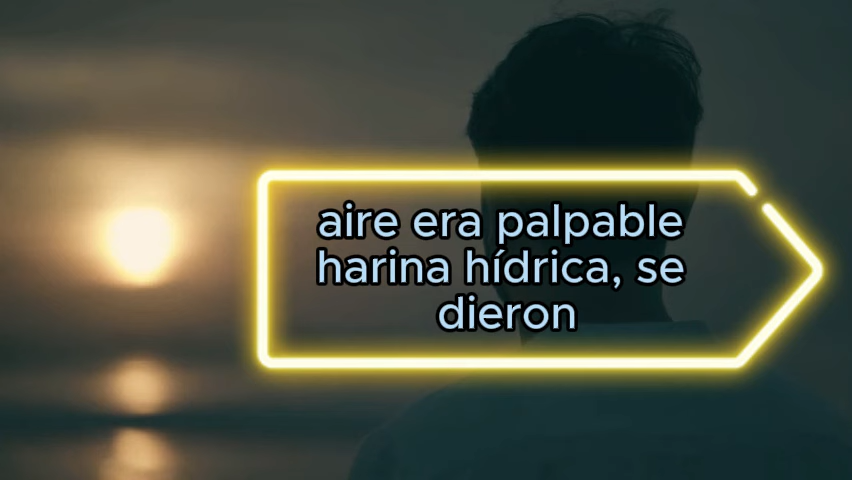 aire era palpable
harina hídrica, se
dieron